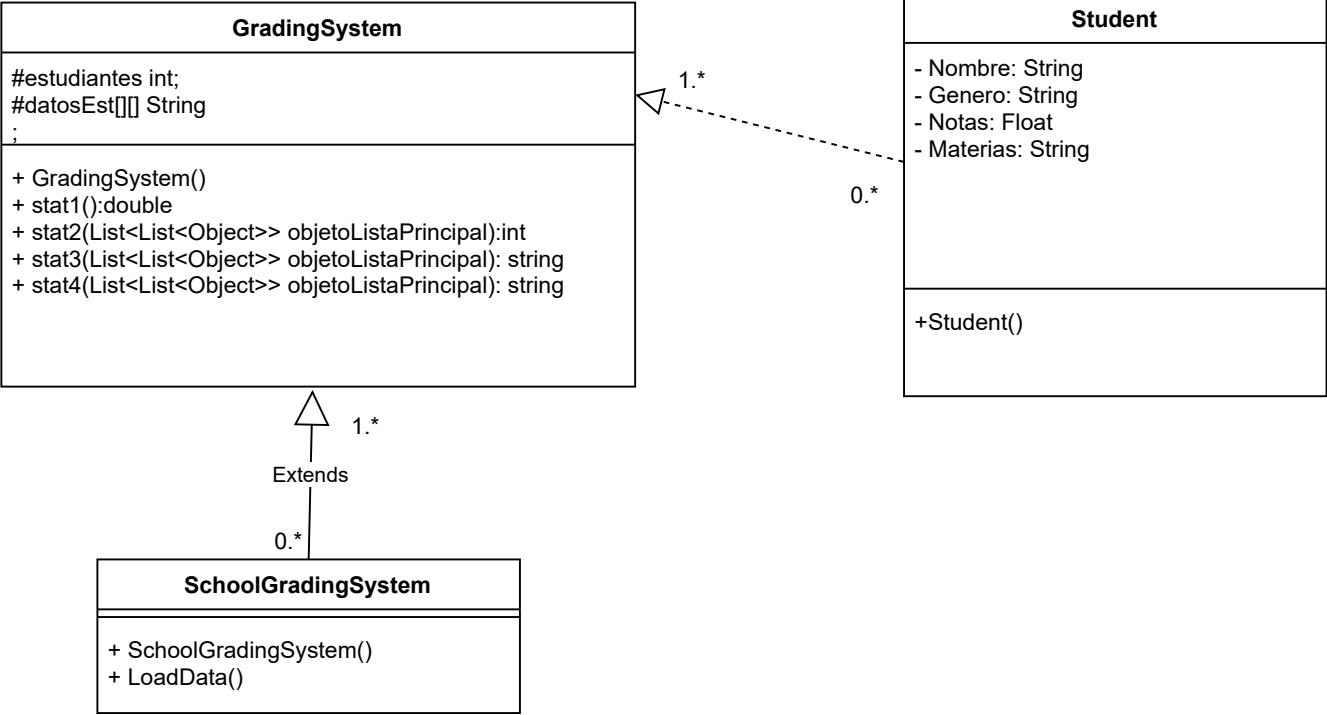 GradingSystem
#estudiantes int;
#datosEst[][] String
;
+ GradingSystem()
+ stat1():double
+ stat2(List<List<Object>> objetoListaPrincipal):int
+ stat3(List<List<Object>> objetoListaPrincipal): string
+ stat4(List<List<Object>> objetoListaPrincipal): string
1.*
0.*
Student
- Nombre: String
- Genero: String
- Notas: Float
- Materias: String
+Student()
1.*
Extends
0.*
SchoolGradingSystem
+ SchoolGradingSystem()
+ LoadData()